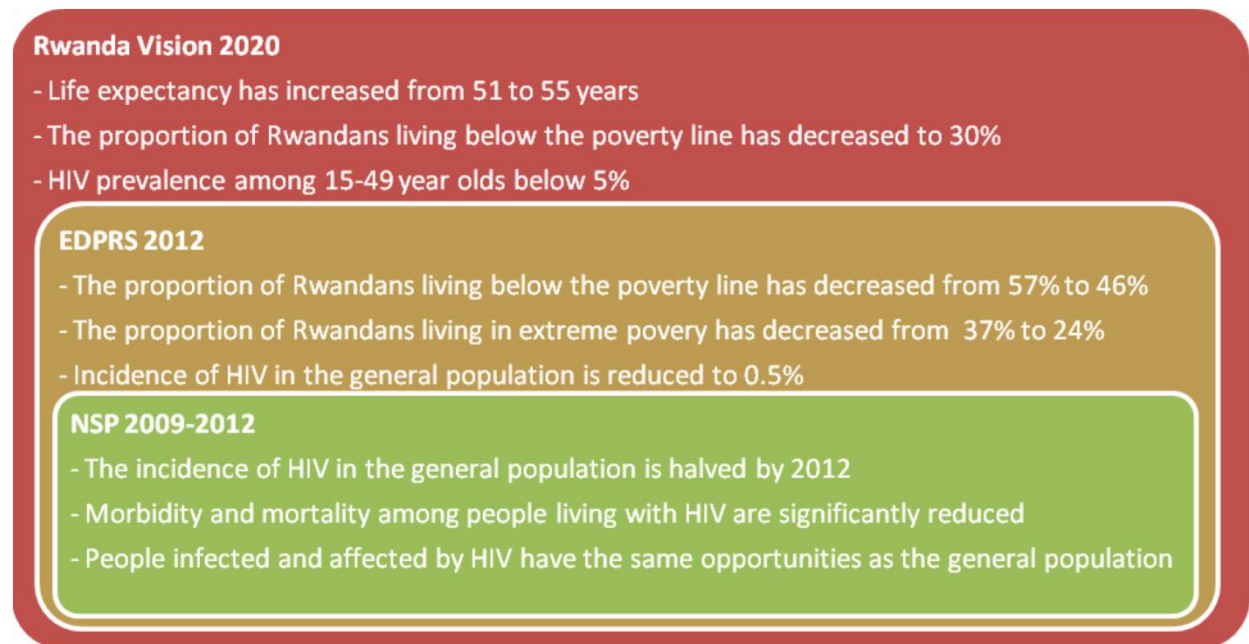 Rwanda Vision 2020
- Life expectancy has increased from 51 to 55 years
- The proportion of Rwandans living below the poverty line has decreased to 30%
- HIV prevalence among 15-49 year olds below 5%
EDPRS 2012
- The proportion of Rwandans living below the poverty line has decreased from 57% to 46%
- The proportion of Rwandans living in extreme povery has decreased from 37% to 24%
- Incidence of HIV in the general population is reduced to 0.5%
NSP 2009-2012
- The incidence of HIV in the general population is halved by 2012
- Morbidity and mortality among people living with HIV are significantly reduced
- People infected and affected by HIV have the same opportunities as the general population